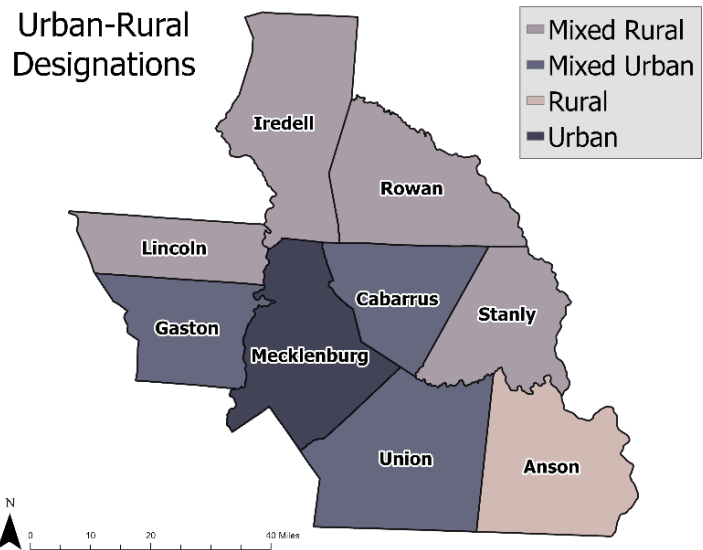 Urban-Rural
Designations
Mixed Rural
Mixed Urban
Rural
Urban
Iredell
Rowan
Lincoln
Cabarrus
Stanly
Gaston
Mecklenburg
Union
Anson
N
0 10 20 40 Miles